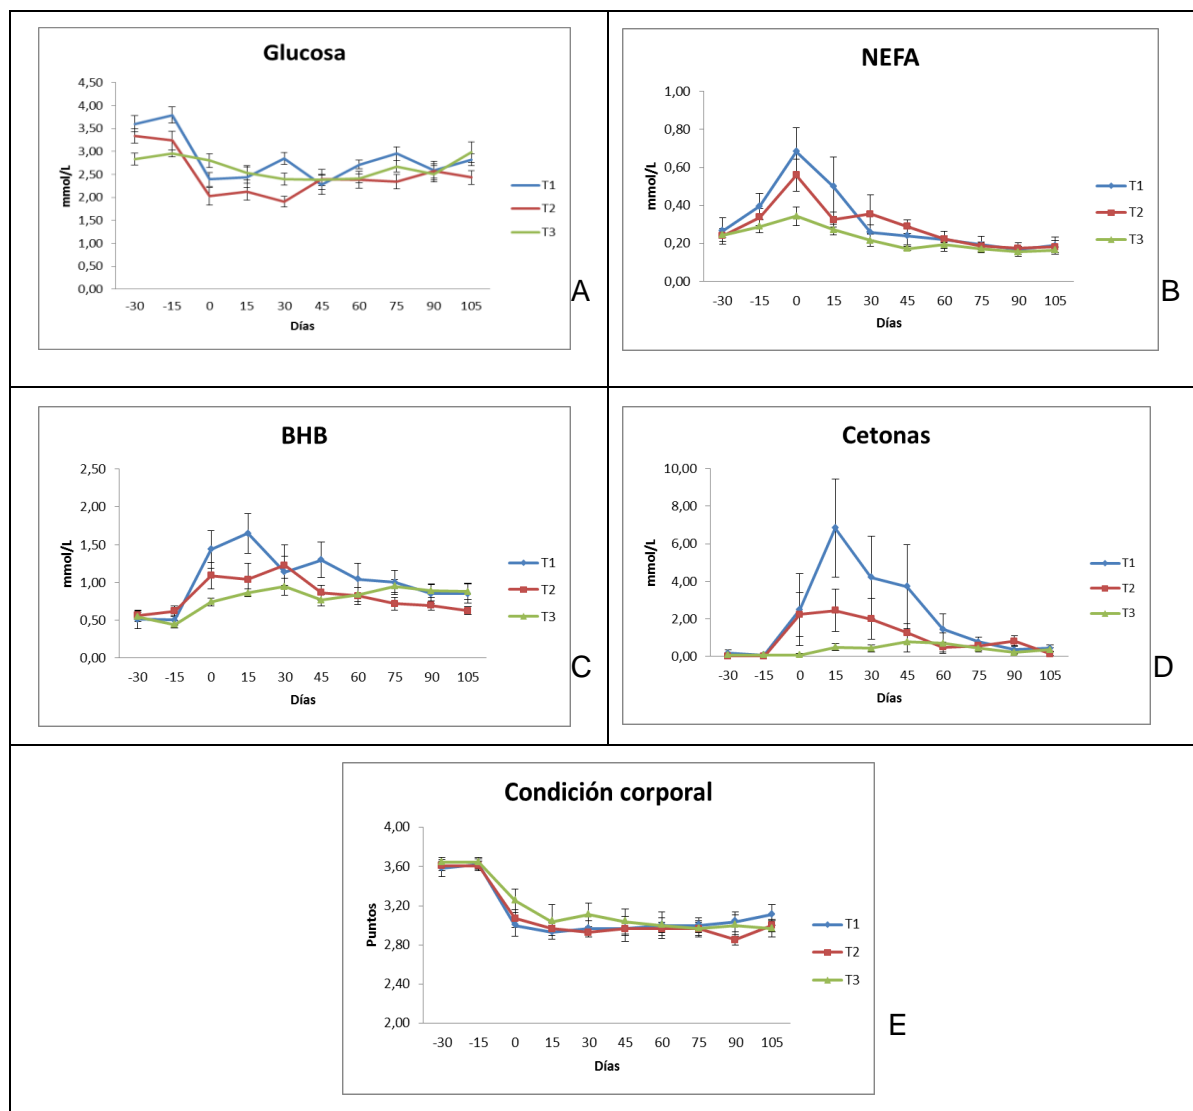 Glucosa
4,50
4,00
3,50
3,00
2,50
2,00
1,50
1,00
0,50
0,00
mmol/L
-30 -15 0 15 30 45 60 75 90 105
Días
T1
T2
T3
A
NEFA
1,00
0,80
0,60
0,40
0,20
0,00
mmol/L
-30 -15 0 15 30 45 60 75 90 105
Días
T1
T2
T3
B
BHB
2,50
2,00
1,50
1,00
0,50
0,00
mmol/L
-30 -15 0 15 30 45 60 75 90 105
Días
T1
T2
T3
C
Cetonas
10,00
8,00
6,00
4,00
2,00
0,00
mmol/L
-30 -15 0 15 30 45 60 75 90 105
Días
T1
T2
T3
D
Condición corporal
4,00
3,60
3,20
2,80
2,40
2,00
Puntos
-30 -15 0 15 30 45 60 75 90 105
Días
T1
T2
T3
E